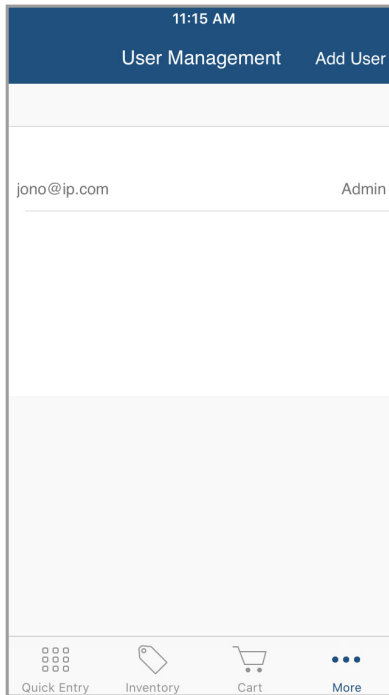 11:15 AM
User Management Add User
jono@ip.com Admin
Quick Entry Inventory Cart More